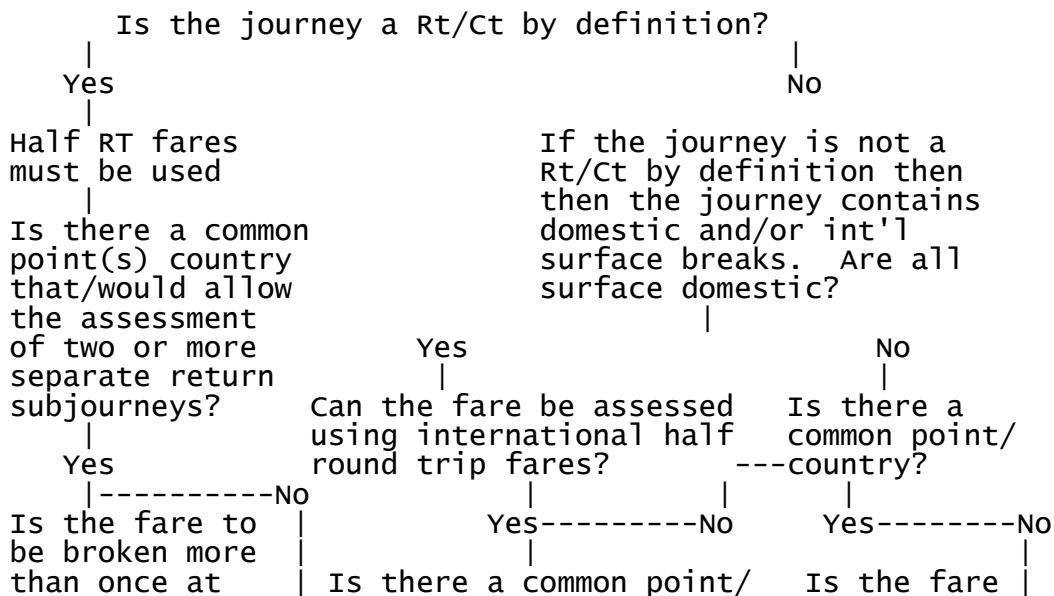 Is the journey a Rt/Ct by definition?
| |
Yes No
|
Half RT fares If the journey is not a
must be used Rt/Ct by definition then
| then the journey contains
Is there a common domestic and/or int'l
point(s) country surface breaks. Are all
that/would allow surface domestic?
the assessment |
of two or more Yes No
separate return | |
subjourneys? Can the fare be assessed Is there a
| using international half common point/
Yes round trip fares? ---country?
|----------No | | |
Is the fare to | Yes---------No Yes--------No
be broken more | | |
than once at | Is there a common point/ Is the fare |